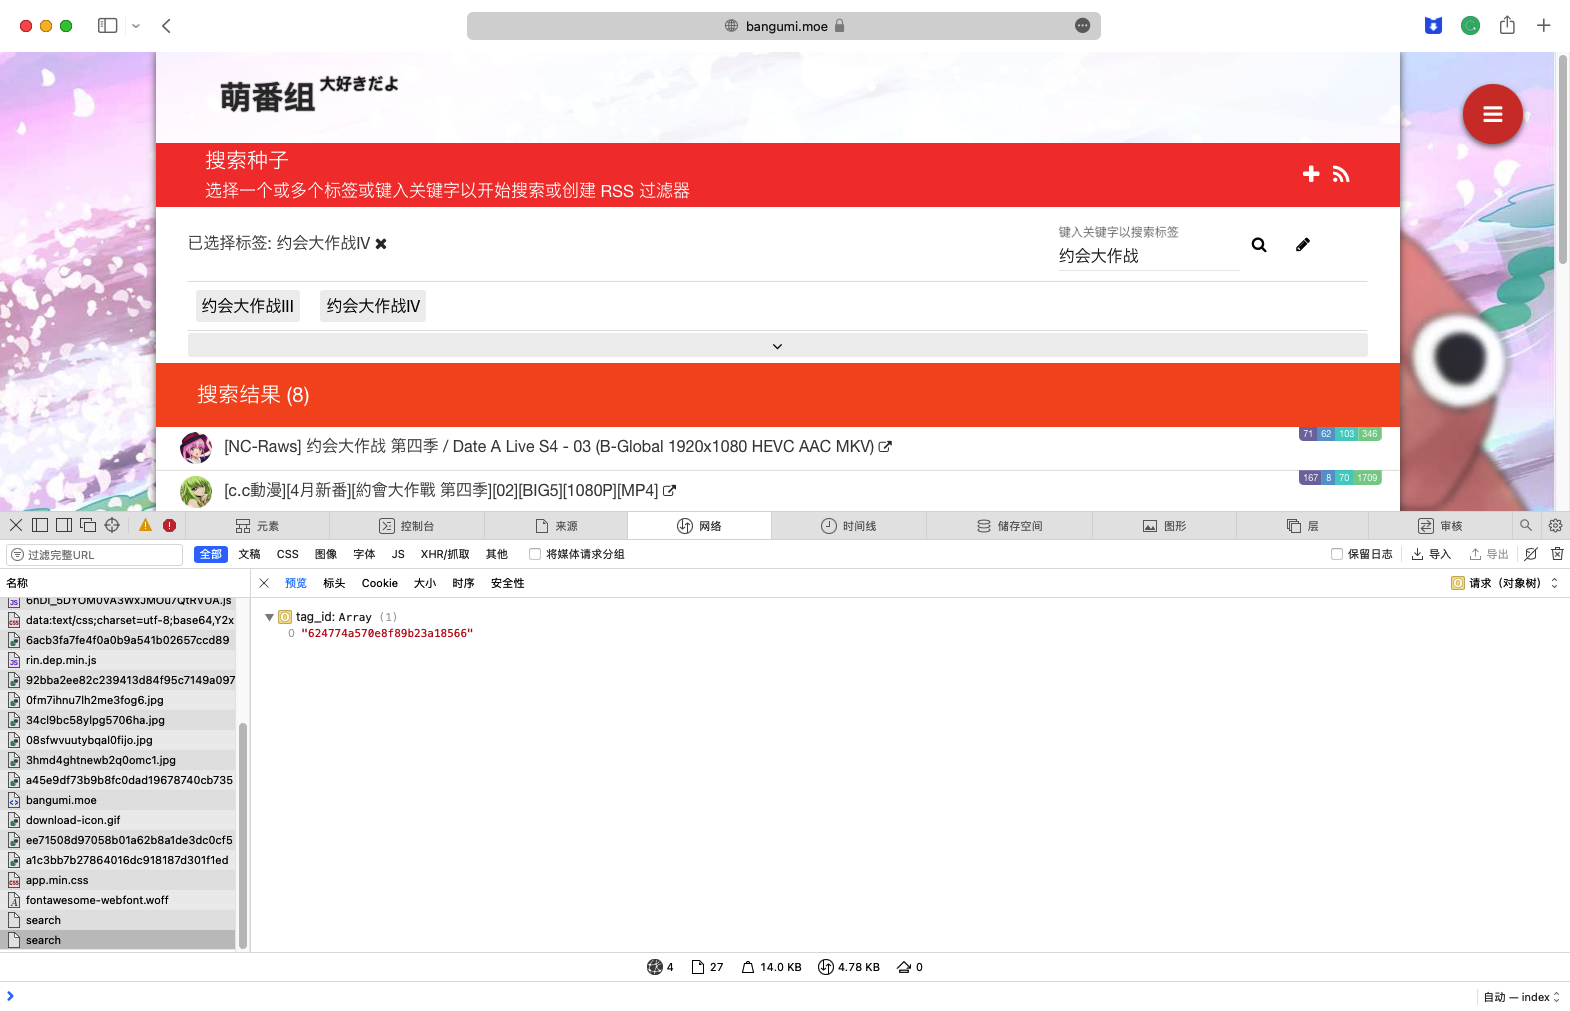 bangumi.moe
萌番组 大好きだよ
搜索种子
选择一个或多个标签或键入关键字以开始搜索或创建 RSS 过滤器
已选择标签: 约会大作战IV
键入关键字以搜索标签
约会大作战
约会大作战III 约会大作战IV
搜索结果 (8)
[NC-Raws] 约会大作战 第四季 / Date A Live S4 - 03 (B-Global 1920x1080 HEVC AAC MKV)
71 62 103 346
[c.c動漫][4月新番][約會大作戰 第四季][02][BIG5][1080P][MP4]
167 8 70 1709
元素 控制台 来源 网络 时间线 储存空间 图形 层 审核
过滤完整URL 全部 文稿 CSS 图像 字体 JS XHR/抓取 其他 将媒体请求分组 保留日志 导入 导出
名称 预览 标头 Cookie 大小 时序 安全性 请求（对象树）
6hDl_5DYOM0VA3WxJMOu7QtRVUA.js
data:text/css;charset=utf-8;base64,Y2x
6acb3fa7fe4f0a0b9a541b02657ccd89
rin.dep.min.js
92bba2ee82c239413d84f95c7149a097
0fm7ihnu7lh2me3fog6.jpg
34cl9bc58ylpg5706ha.jpg
08sfwvuutybqal0fijo.jpg
3hmd4ghtnewb2q0omc1.jpg
a45e9df73b9b8fc0dad19678740cb735
bangumi.moe
download-icon.gif
ee71508d97058b01a62b8a1de3dc0cf5
a1c3bb7b27864016dc918187d301f1ed
app.min.css
fontawesome-webfont.woff
search
search
tag_id: Array (1)
0 "624774a570e8f89b23a18566"
4 27 14.0 KB 4.78 KB 0
自动 — index